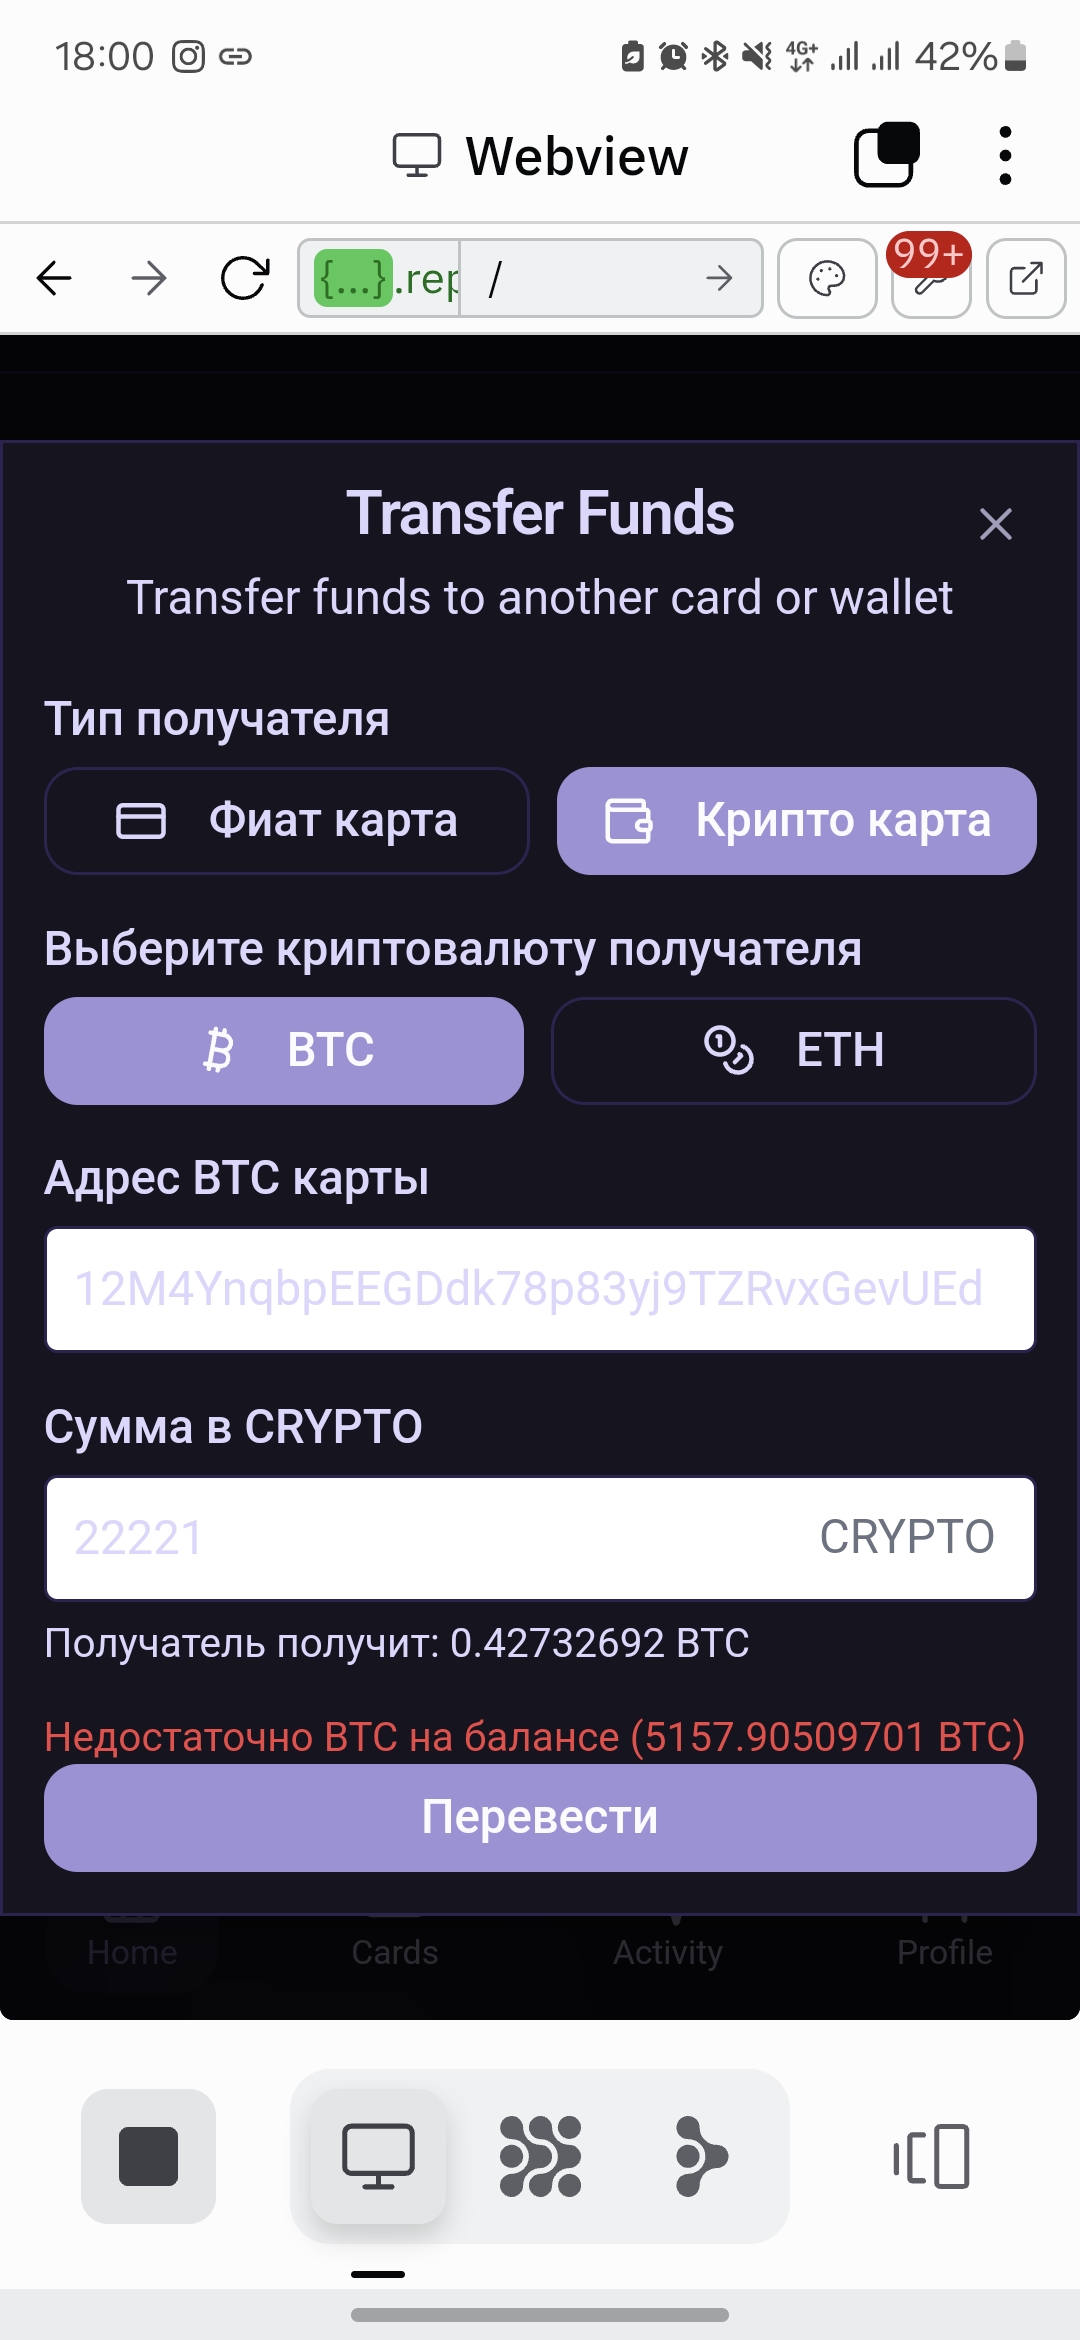 18:00
4G+
42%
Webview
{...}.rep
/
99+
Transfer Funds
Transfer funds to another card or wallet
Тип получателя
Фиат карта
Крипто карта
Выберите криптовалюту получателя
BTC
ETH
Адрес BTC карты
12M4YnqbpEEGDdk78p83yj9TZRvxGevUEd
Сумма в CRYPTO
22221
CRYPTO
Получатель получит: 0.42732692 BTC
Недостаточно BTC на балансе (5157.90509701 BTC)
Перевести
Home
Cards
Activity
Profile